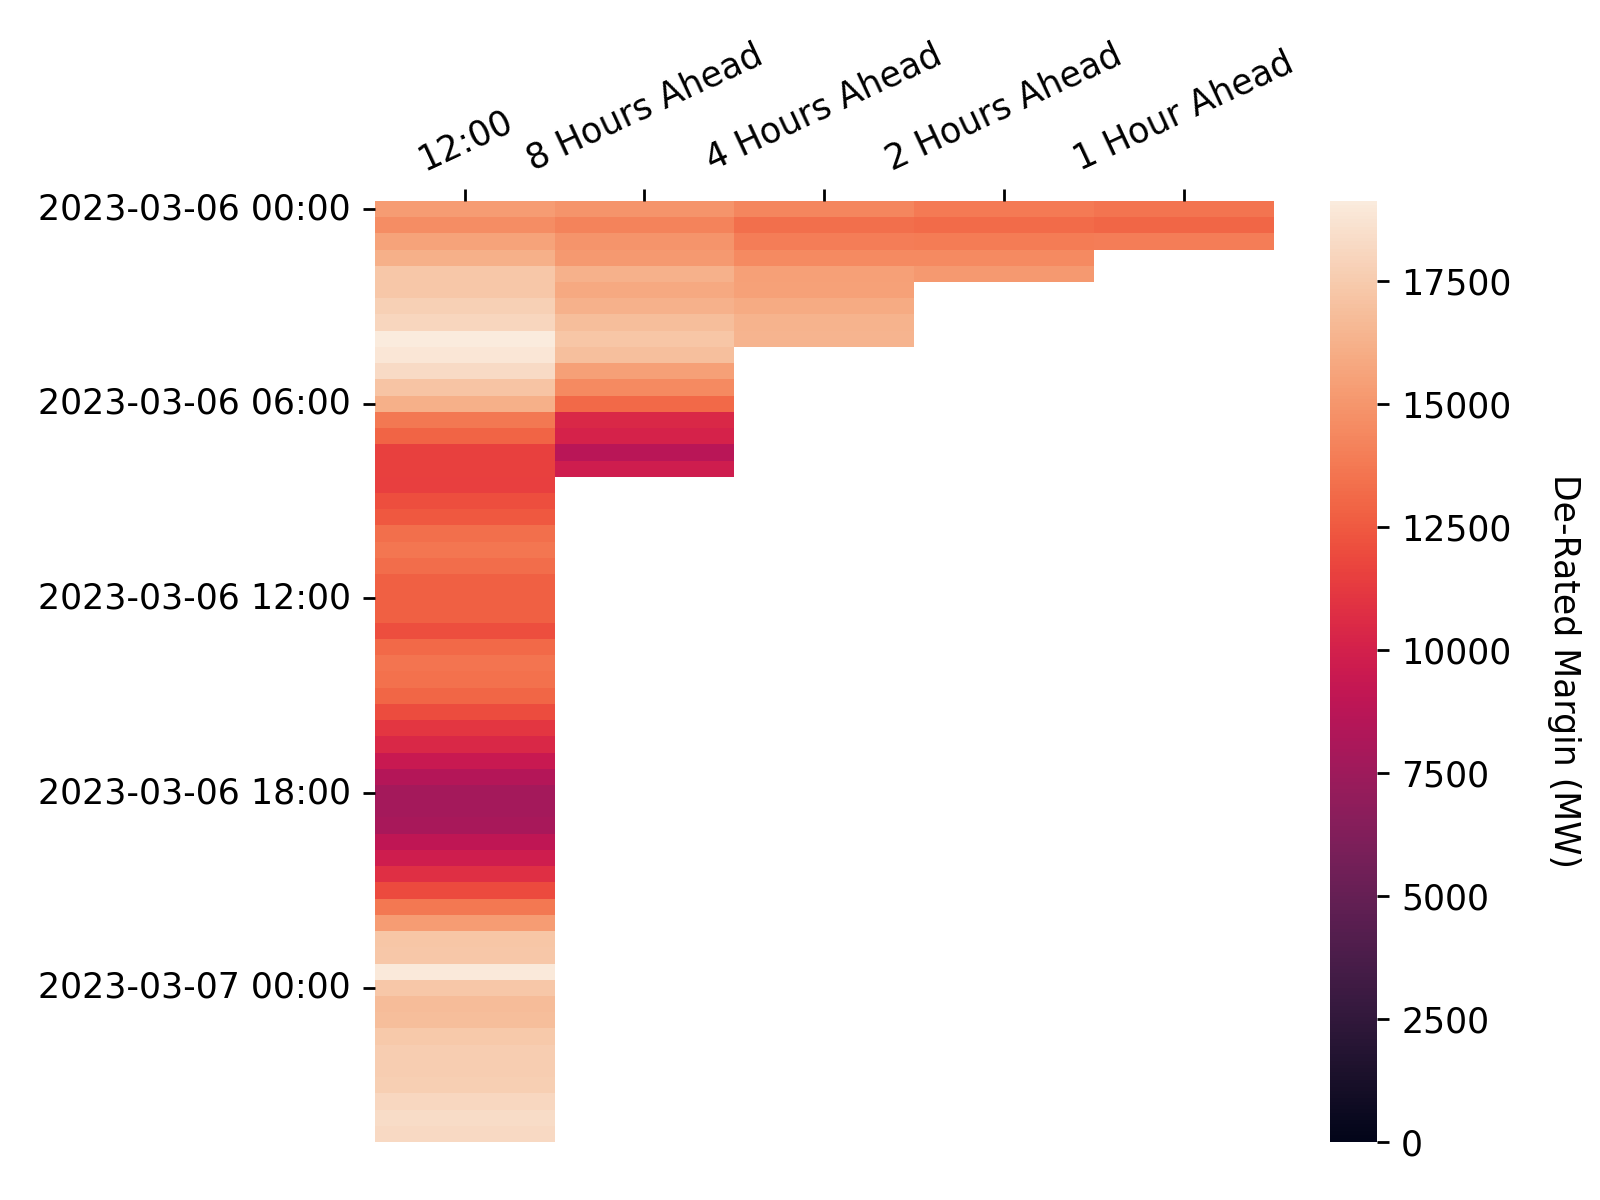 12:00
8 Hours Ahead
4 Hours Ahead
2 Hours Ahead
1 Hour Ahead
2023-03-06 00:00
2023-03-06 06:00
2023-03-06 12:00
2023-03-06 18:00
2023-03-07 00:00
17500
15000
12500
10000
7500
5000
2500
0
De-Rated Margin (MW)